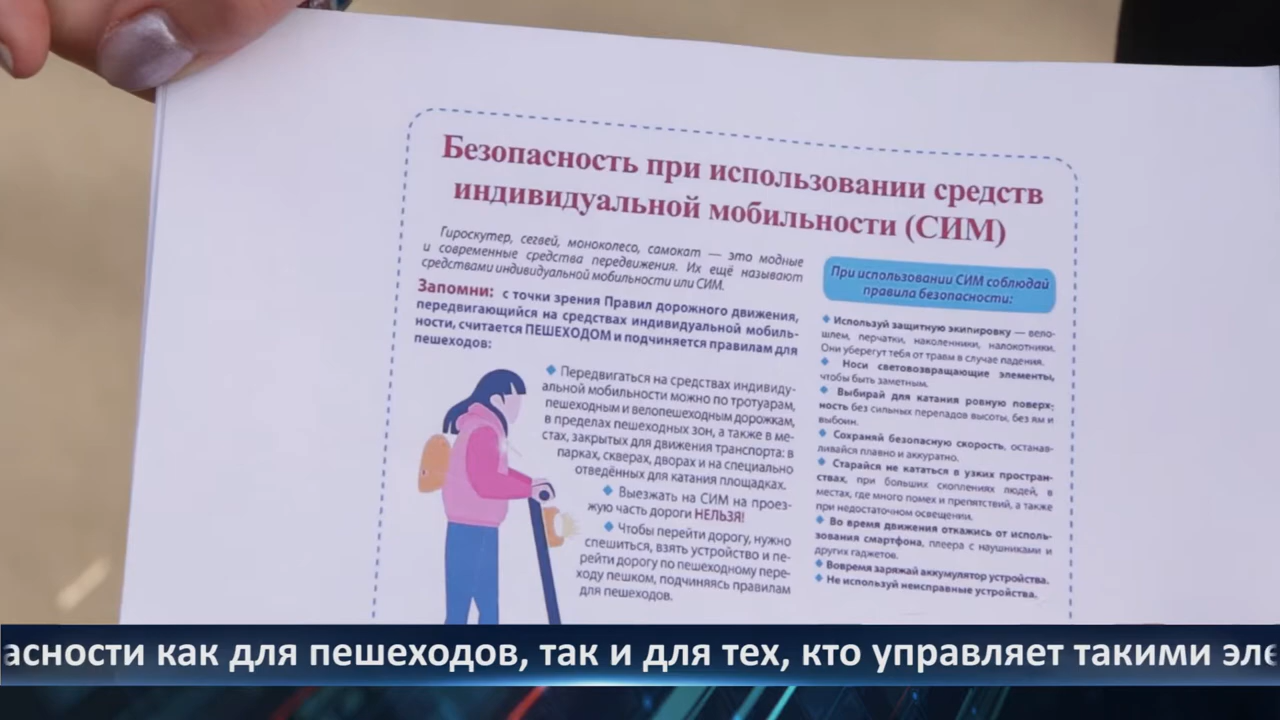 Безопасность при использовании средств
индивидуальной мобильности (СИМ)
Гироскутер, сегвей, моноколесо, самокат — это модные
и современные средства передвижения. Их ещё называют
средствами индивидуальной мобильности или СИМ.
Запомни: с точки зрения Правил дорожного движения,
передвигающийся на средствах индивидуальной мобиль-
ности, считается ПЕШЕХОДОМ и подчиняется правилам для
пешеходов:
◆ Передвигаться на средствах индивиду-
альной мобильности можно по тротуарам,
пешеходным и велопешеходным дорожкам,
в пределах пешеходных зон, а также в ме-
стах, закрытых для движения транспорта: в
парках, скверах, дворах и на специально
отведённых для катания площадках.
◆ Выезжать на СИМ на проез-
жую часть дороги НЕЛЬЗЯ!
◆ Чтобы перейти дорогу, нужно
спешиться, взять устройство и пе-
рейти дорогу по пешеходному пере-
ходу пешком, подчиняясь правилам
для пешеходов.
При использовании СИМ соблюдай
правила безопасности:
◆ Используй защитную экипировку — вело-
шлем, перчатки, наколенники, налокотники.
Они уберегут тебя от травм в случае падения.
◆ Носи световозвращающие элементы,
чтобы быть заметным.
◆ Выбирай для катания ровную поверх-
ность без сильных перепадов высоты, без ям и
выбоин.
◆ Сохраняй безопасную скорость, останав-
ливайся плавно и аккуратно.
◆ Старайся не кататься в узких простран-
ствах, при больших скоплениях людей, в
местах, где много помех и препятствий, а также
при недостаточном освещении.
◆ Во время движения откажись от исполь-
зования смартфона, плеера с наушниками и
других гаджетов.
◆ Вовремя заряжай аккумулятор устройства.
◆ Не используй неисправные устройства.
асности как для пешеходов, так и для тех, кто управляет такими эле